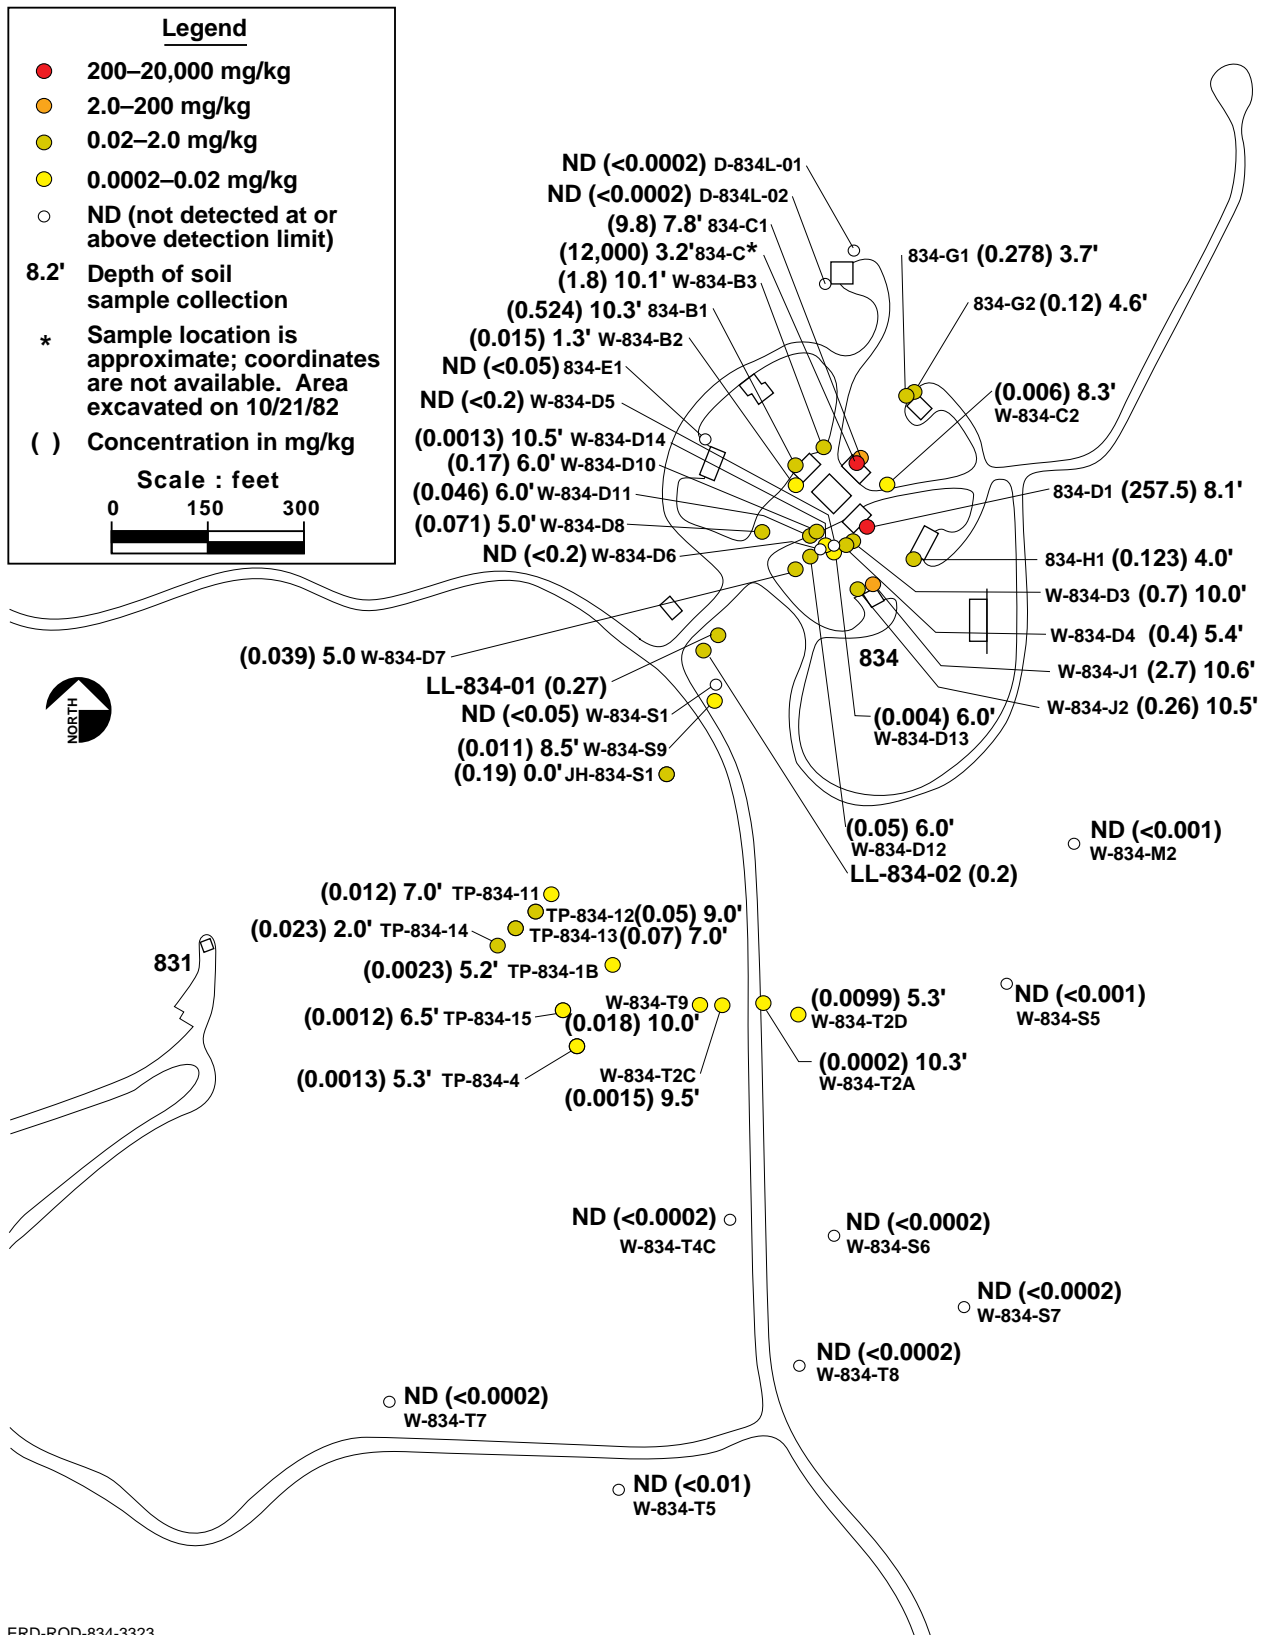 Legend
200–20,000 mg/kg
2.0–200 mg/kg
0.02–2.0 mg/kg
0.0002–0.02 mg/kg
ND (not detected at or
above detection limit)
8.2' Depth of soil
sample collection
* Sample location is
approximate; coordinates
are not available. Area
excavated on 10/21/82
( ) Concentration in mg/kg
Scale : feet
0 150 300
ND (<0.0002) D-834L-01
ND (<0.0002) D-834L-02
(9.8) 7.8' 834-C1
(12,000) 3.2' 834-C*
(1.8) 10.1' W-834-B3
(0.524) 10.3' 834-B1
(0.015) 1.3' W-834-B2
ND (<0.05) 834-E1
ND (<0.2) W-834-D5
(0.0013) 10.5' W-834-D14
(0.17) 6.0' W-834-D10
(0.046) 6.0' W-834-D11
(0.071) 5.0' W-834-D8
ND (<0.2) W-834-D6
834-G1 (0.278) 3.7'
834-G2 (0.12) 4.6'
(0.006) 8.3'
W-834-C2
834-D1 (257.5) 8.1'
834-H1 (0.123) 4.0'
W-834-D3 (0.7) 10.0'
W-834-D4 (0.4) 5.4'
W-834-J1 (2.7) 10.6'
W-834-J2 (0.26) 10.5'
834
(0.039) 5.0 W-834-D7
LL-834-01 (0.27)
ND (<0.05) W-834-S1
(0.011) 8.5' W-834-S9
(0.19) 0.0' JH-834-S1
NORTH
(0.004) 6.0'
W-834-D13
(0.05) 6.0'
W-834-D12
LL-834-02 (0.2)
ND (<0.001)
W-834-M2
(0.012) 7.0' TP-834-11
TP-834-12 (0.05) 9.0'
(0.023) 2.0' TP-834-14
TP-834-13 (0.07) 7.0'
831
(0.0023) 5.2' TP-834-1B
(0.0012) 6.5' TP-834-15
W-834-T9
(0.018) 10.0'
(0.0099) 5.3'
W-834-T2D
ND (<0.001)
W-834-S5
(0.0013) 5.3' TP-834-4
W-834-T2C
(0.0015) 9.5'
(0.0002) 10.3'
W-834-T2A
ND (<0.0002)
W-834-T4C
ND (<0.0002)
W-834-S6
ND (<0.0002)
W-834-S7
ND (<0.0002)
W-834-T8
ND (<0.0002)
W-834-T7
ND (<0.01)
W-834-T5
ERD-ROD-834-3323